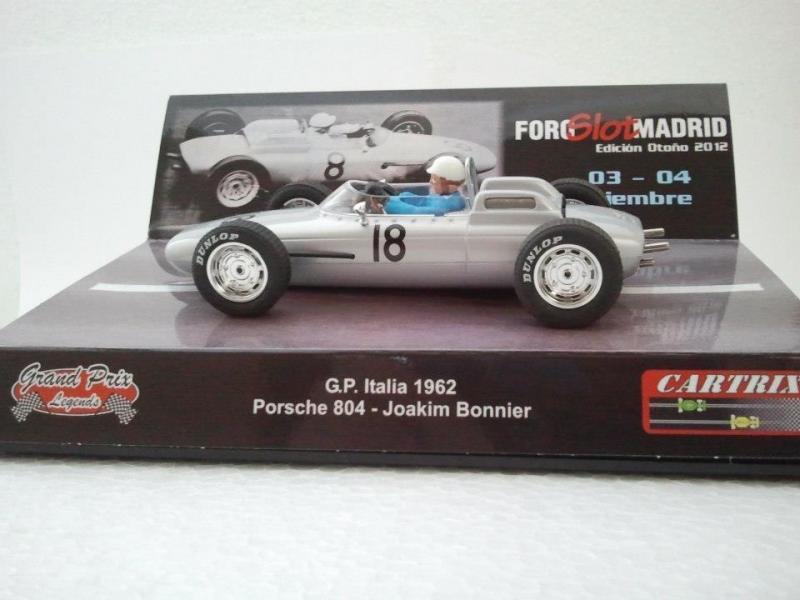 FOROSlotMADRID
Edición Otoño 2012
03 - 04
8
18
DUNLOP
DUNLOP
Grand Prix
Legends
G.P. Italia 1962
Porsche 804 - Joakim Bonnier
CARTRIX